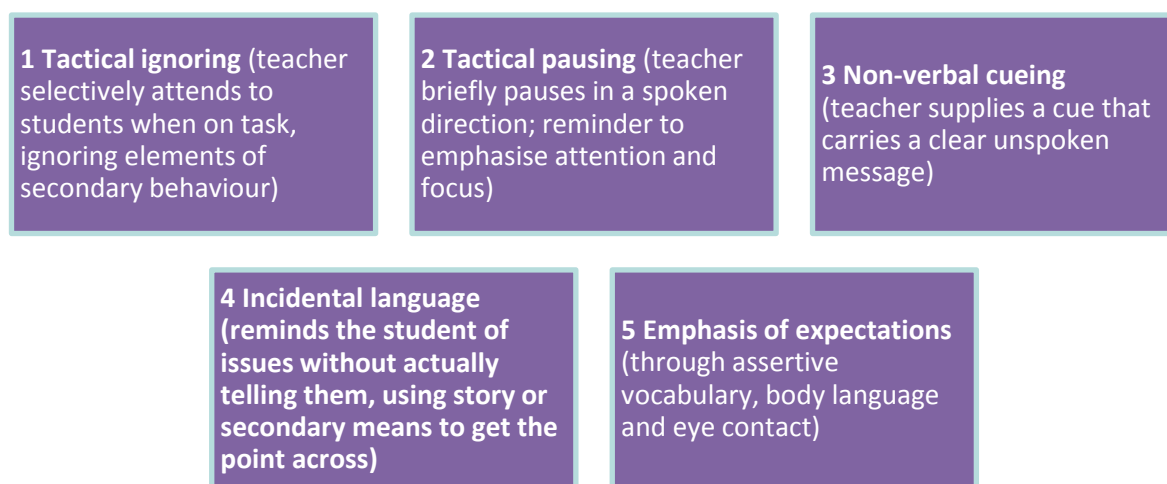 1 Tactical ignoring (teacher
selectively attends to
students when on task,
ignoring elements of
secondary behaviour)
2 Tactical pausing (teacher
briefly pauses in a spoken
direction; reminder to
emphasise attention and
focus)
3 Non-verbal cueing
(teacher supplies a cue that
carries a clear unspoken
message)
4 Incidental language
(reminds the student of
issues without actually
telling them, using story or
secondary means to get the
point across)
5 Emphasis of expectations
(through assertive
vocabulary, body language
and eye contact)